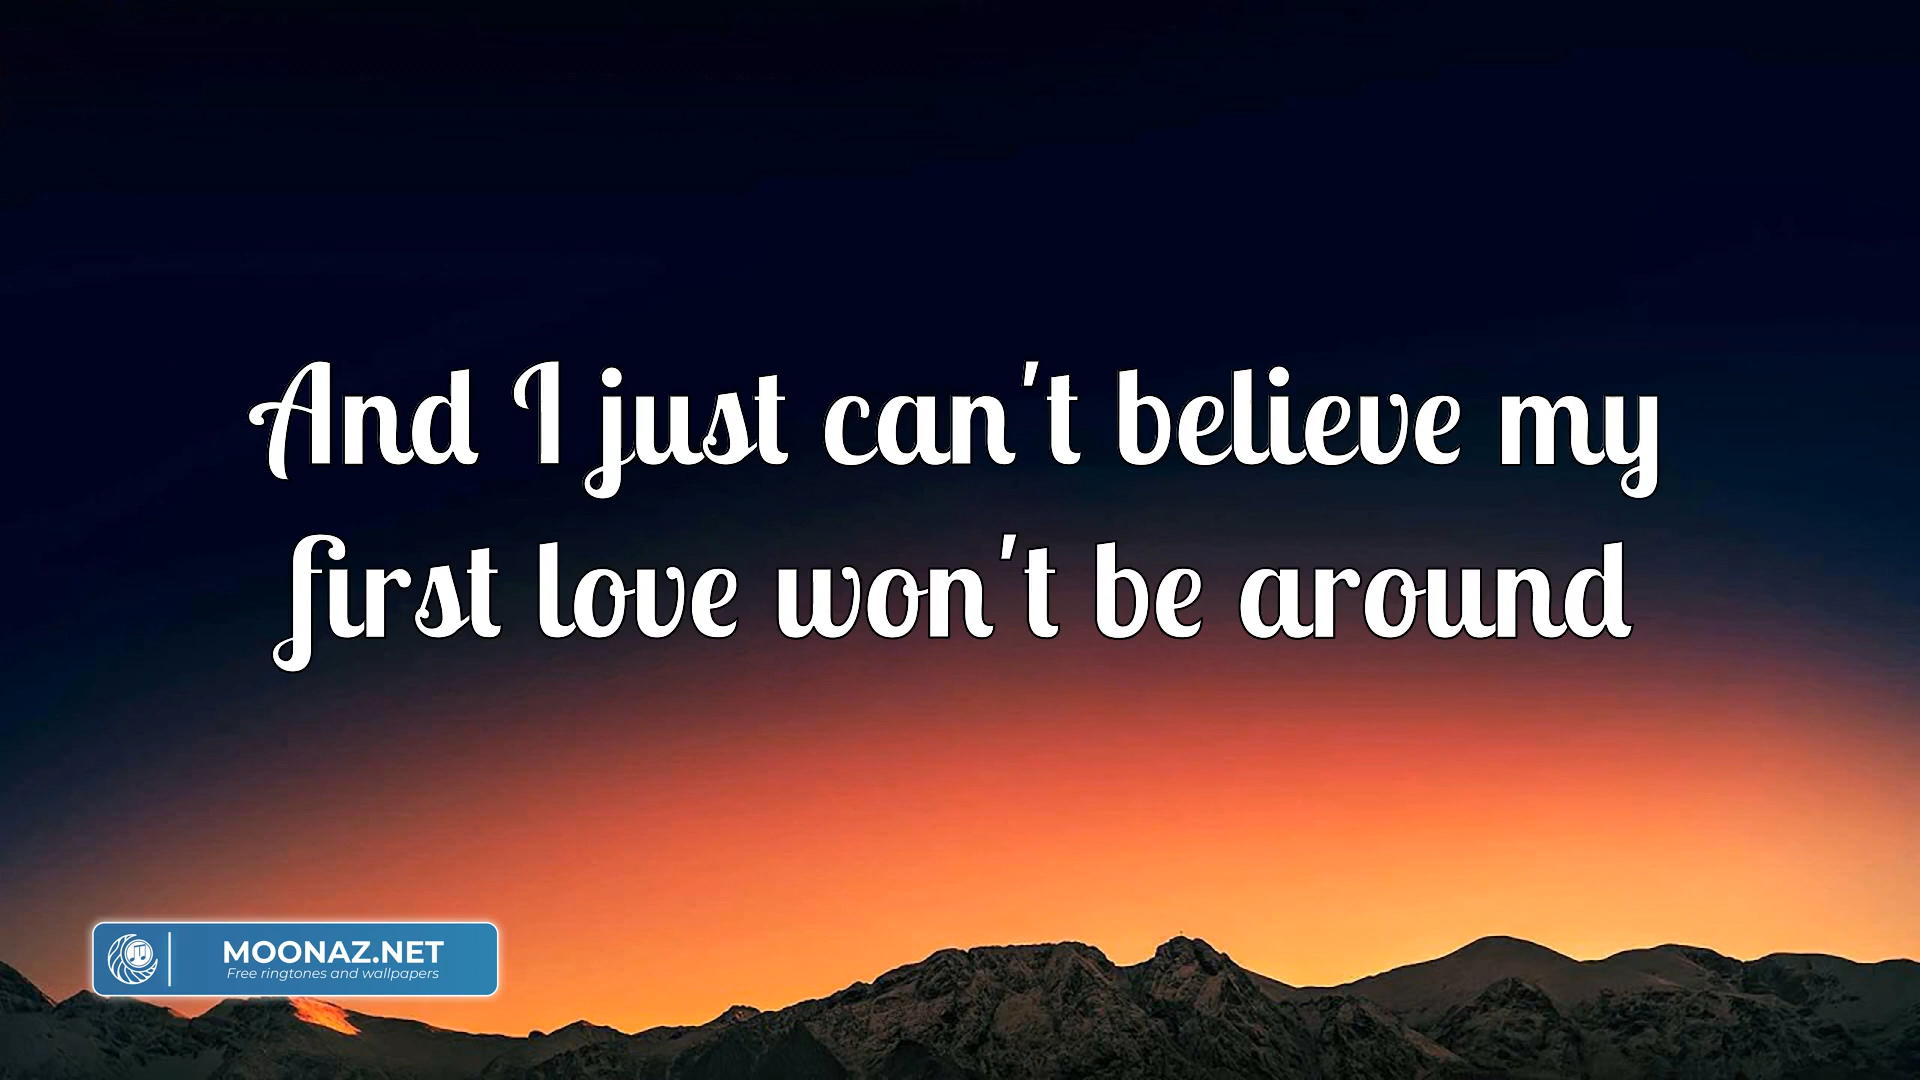 And I just can't believe my
first love won't be around
MOONAZ.NET
Free ringtones and wallpapers